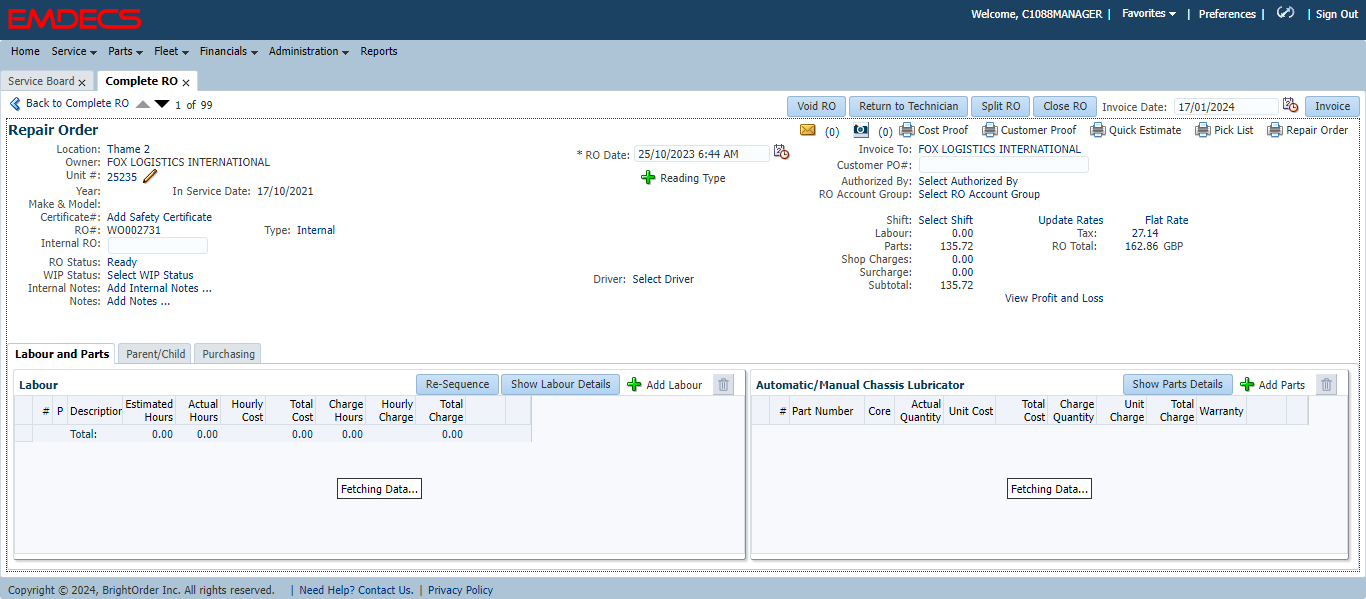 EMDECS
Welcome, C1088MANAGER | Favorites | Preferences | | Sign Out
Home Service Parts Fleet Financials Administration Reports
Service Board x Complete RO x
Back to Complete RO 1 of 99 Void RO Return to Technician Split RO Close RO Invoice Date: 17/01/2024 Invoice
Repair Order (0) (0) Cost Proof Customer Proof Quick Estimate Pick List Repair Order
Location: Thame 2 * RO Date: 25/10/2023 6:44 AM Invoice To: FOX LOGISTICS INTERNATIONAL
Owner: FOX LOGISTICS INTERNATIONAL Customer PO#:
Unit #: 25235 Reading Type Authorized By: Select Authorized By
Year: In Service Date: 17/10/2021 RO Account Group: Select RO Account Group
Make & Model:
Certificate#: Add Safety Certificate Shift: Select Shift Update Rates Flat Rate
RO#: WO002731 Type: Internal Labour: 0.00 Tax: 27.14
Internal RO: Parts: 135.72 RO Total: 162.86 GBP
RO Status: Ready Shop Charges: 0.00
WIP Status: Select WIP Status Driver: Select Driver Surcharge: 0.00
Internal Notes: Add Internal Notes ... Subtotal: 135.72
Notes: Add Notes ... View Profit and Loss
Labour and Parts Parent/Child Purchasing
Labour Re-Sequence Show Labour Details Add Labour
# P Description Estimated Hours Actual Hours Hourly Cost Total Cost Charge Hours Hourly Charge Total Charge
Total: 0.00 0.00 0.00 0.00 0.00
Fetching Data...
Automatic/Manual Chassis Lubricator Show Parts Details Add Parts
# Part Number Core Actual Quantity Unit Cost Total Cost Charge Quantity Unit Charge Total Charge Warranty
Fetching Data...
Copyright © 2024, BrightOrder Inc. All rights reserved. | Need Help? Contact Us. | Privacy Policy